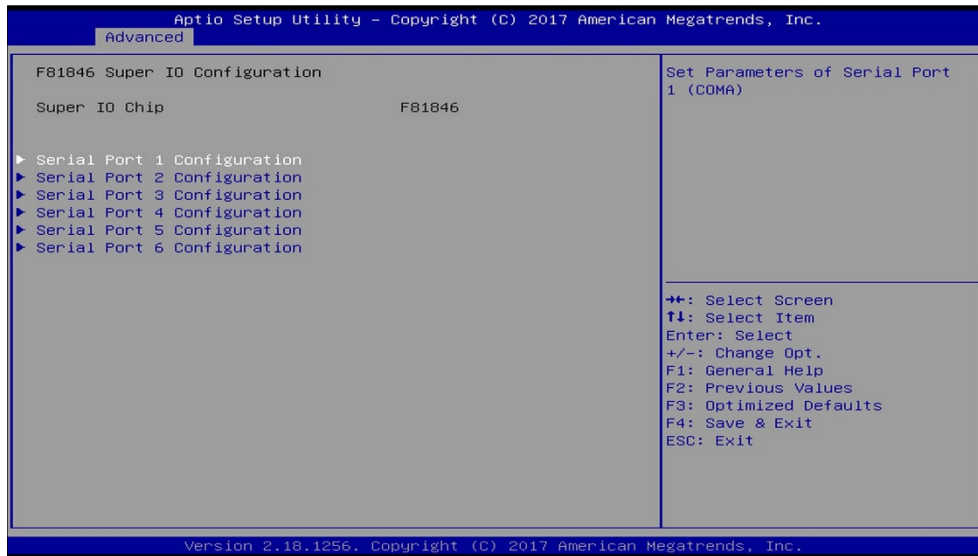 Aptio Setup Utility – Copyright (C) 2017 American Megatrends, Inc.
Advanced
F81846 Super IO Configuration
Super IO Chip F81846
► Serial Port 1 Configuration
► Serial Port 2 Configuration
► Serial Port 3 Configuration
► Serial Port 4 Configuration
► Serial Port 5 Configuration
► Serial Port 6 Configuration
Set Parameters of Serial Port
1 (COMA)
→←: Select Screen
↑↓: Select Item
Enter: Select
+/-: Change Opt.
F1: General Help
F2: Previous Values
F3: Optimized Defaults
F4: Save & Exit
ESC: Exit
Version 2.18.1256. Copyright (C) 2017 American Megatrends, Inc.